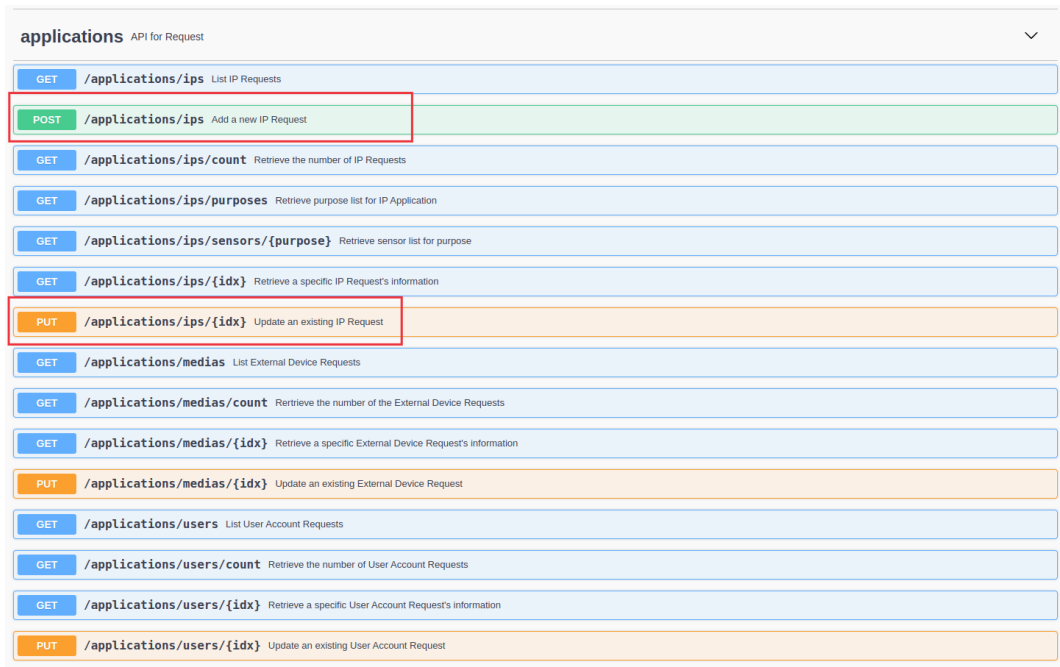 applications API for Request
GET /applications/ips List IP Requests
POST /applications/ips Add a new IP Request
GET /applications/ips/count Retrieve the number of IP Requests
GET /applications/ips/purposes Retrieve purpose list for IP Application
GET /applications/ips/sensors/{purpose} Retrieve sensor list for purpose
GET /applications/ips/{idx} Retrieve a specific IP Request's information
PUT /applications/ips/{idx} Update an existing IP Request
GET /applications/medias List External Device Requests
GET /applications/medias/count Rertrieve the number of the External Device Requests
GET /applications/medias/{idx} Retrieve a specific External Device Request's information
PUT /applications/medias/{idx} Update an existing External Device Request
GET /applications/users List User Account Requests
GET /applications/users/count Retrieve the number of User Account Requests
GET /applications/users/{idx} Retrieve a specific User Account Request's information
PUT /applications/users/{idx} Update an existing User Account Request